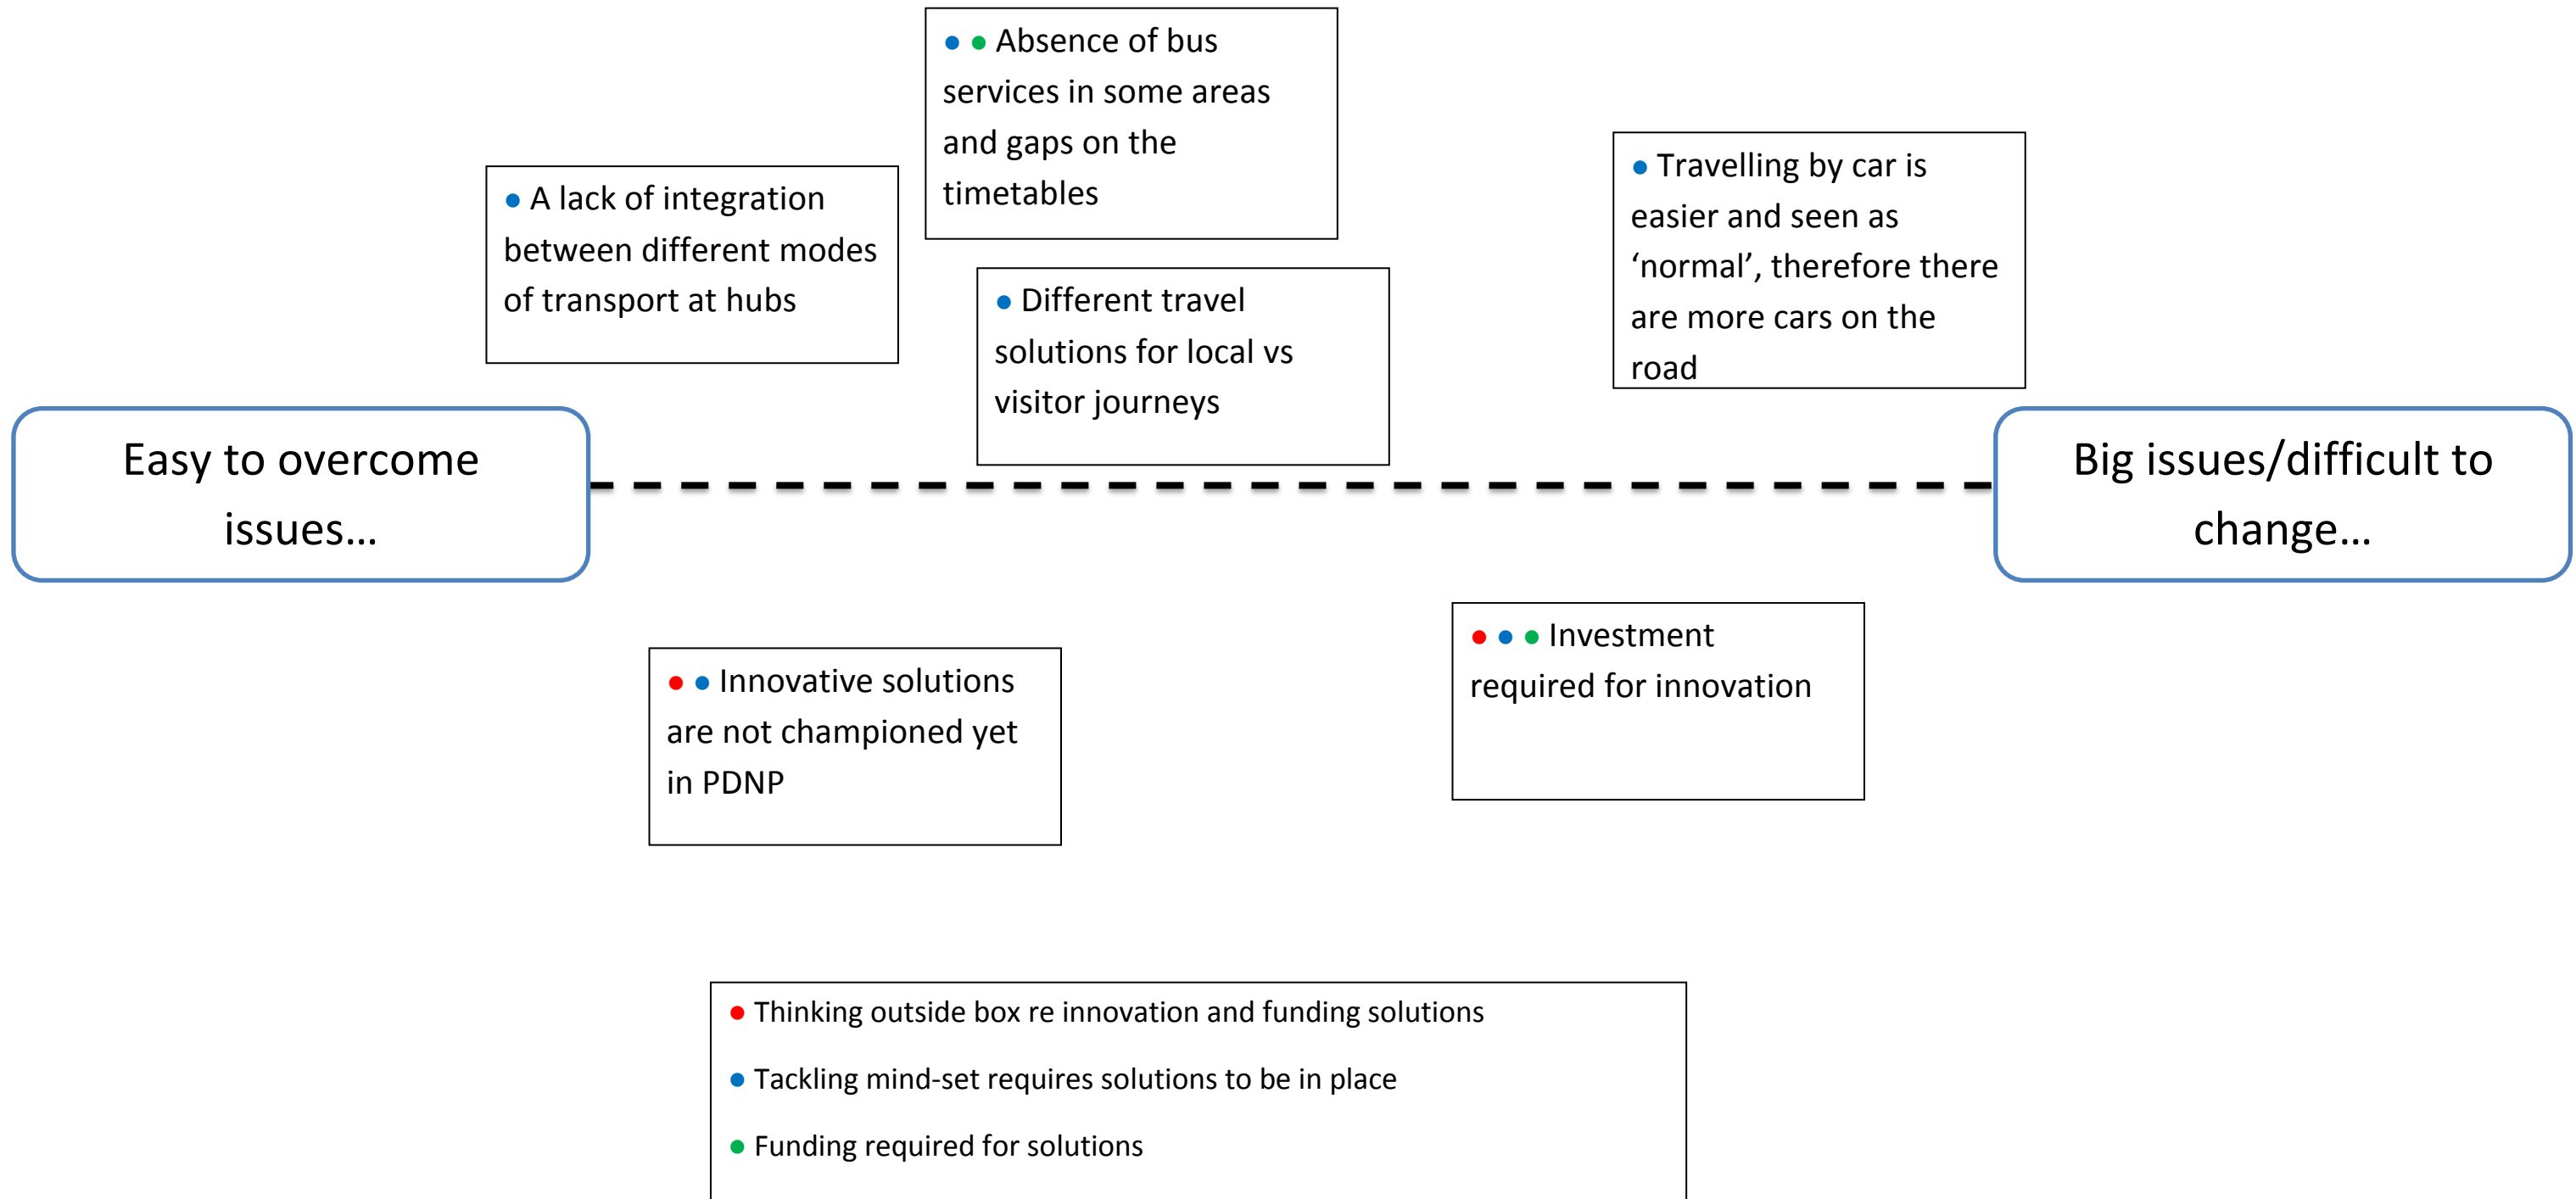 ● ● Absence of bus
services in some areas
and gaps on the
timetables
● A lack of integration
between different modes
of transport at hubs
● Different travel
solutions for local vs
visitor journeys
● Travelling by car is
easier and seen as
‘normal’, therefore there
are more cars on the
road
Easy to overcome
issues…
Big issues/difficult to
change…
● ● Innovative solutions
are not championed yet
in PDNP
● ● ● Investment
required for innovation
● Thinking outside box re innovation and funding solutions
● Tackling mind-set requires solutions to be in place
● Funding required for solutions